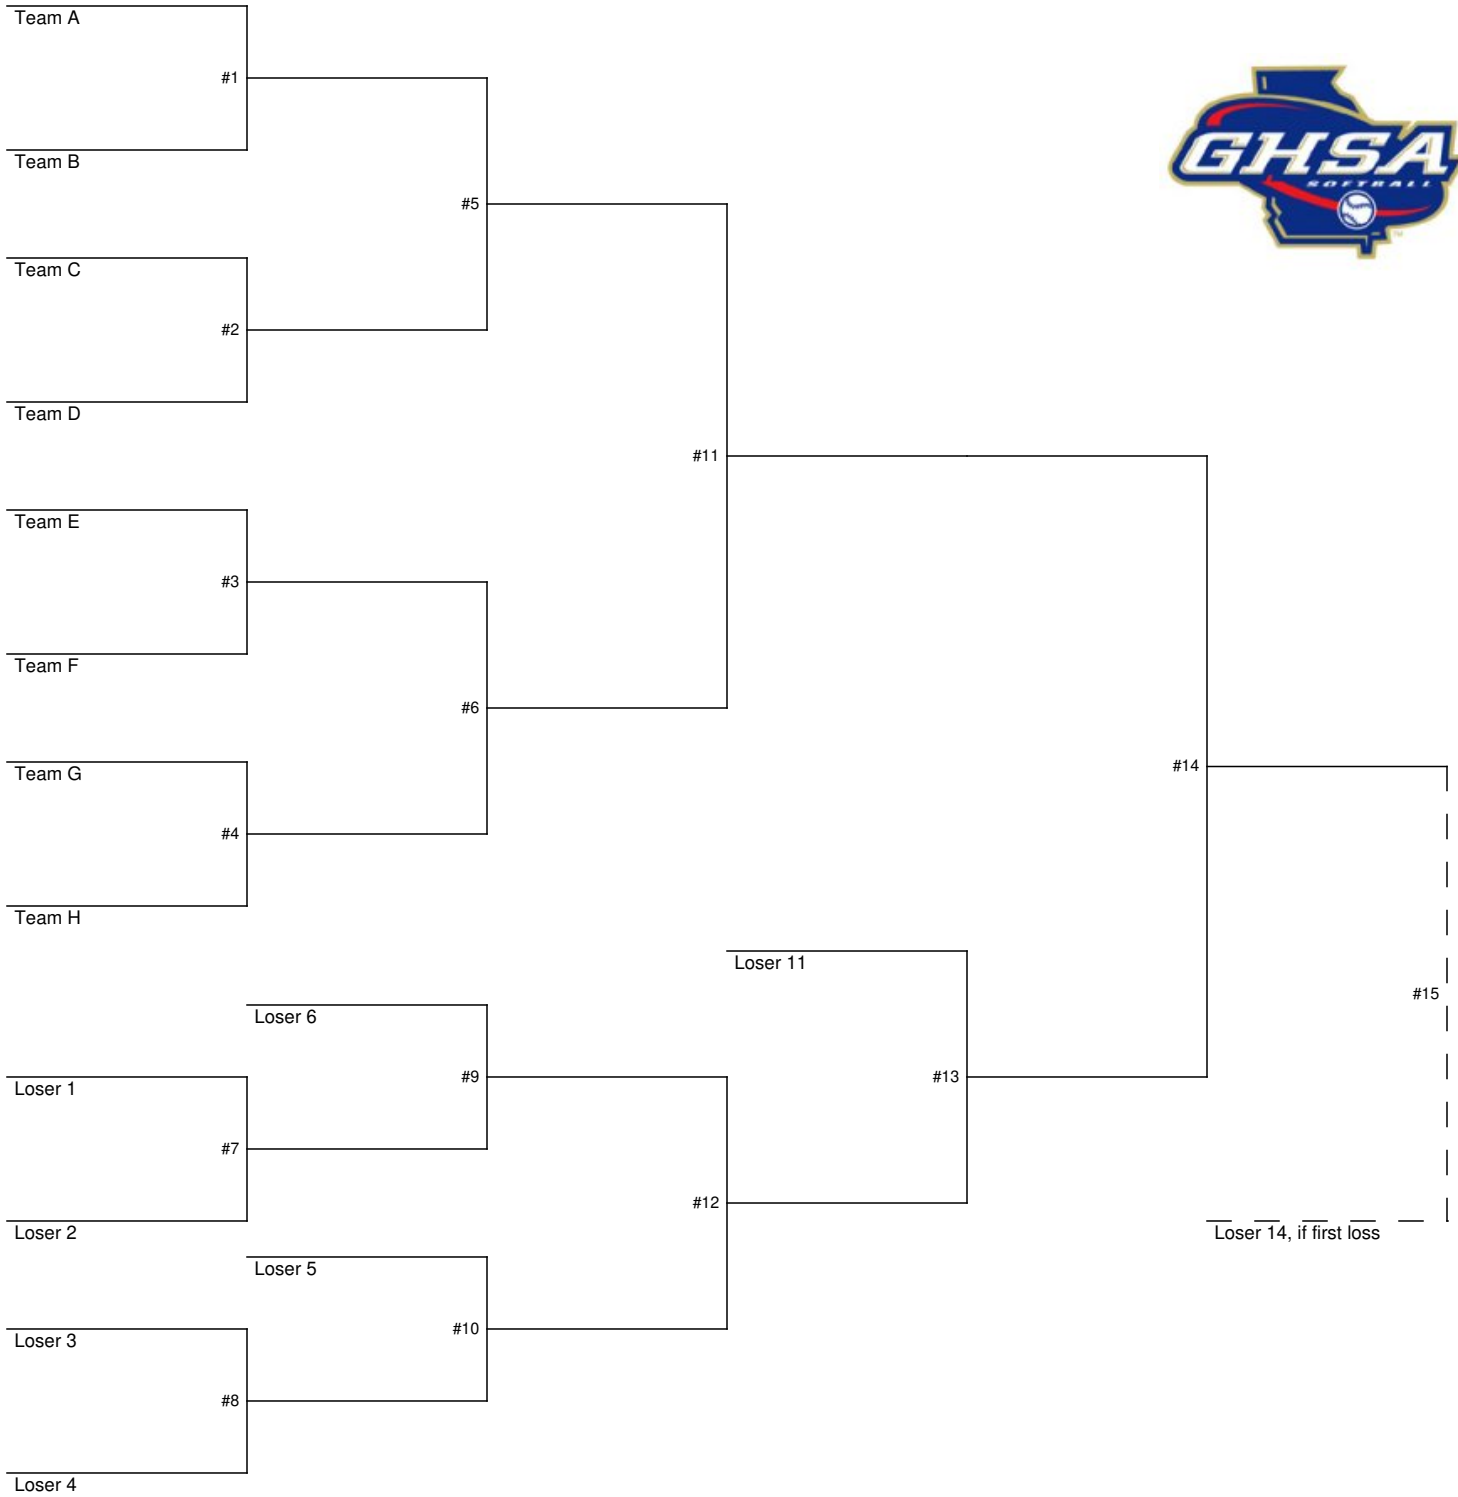 Team A
#1
Team B
GHSA
SOFTBALL
TM
#5
Team C
#2
Team D
#11
Team E
#3
Team F
#6
Team G
#14
#4
Team H
Loser 11
#15
Loser 6
Loser 1
#9
#13
#7
#12
Loser 2
Loser 14, if first loss
Loser 5
Loser 3
#10
#8
Loser 4